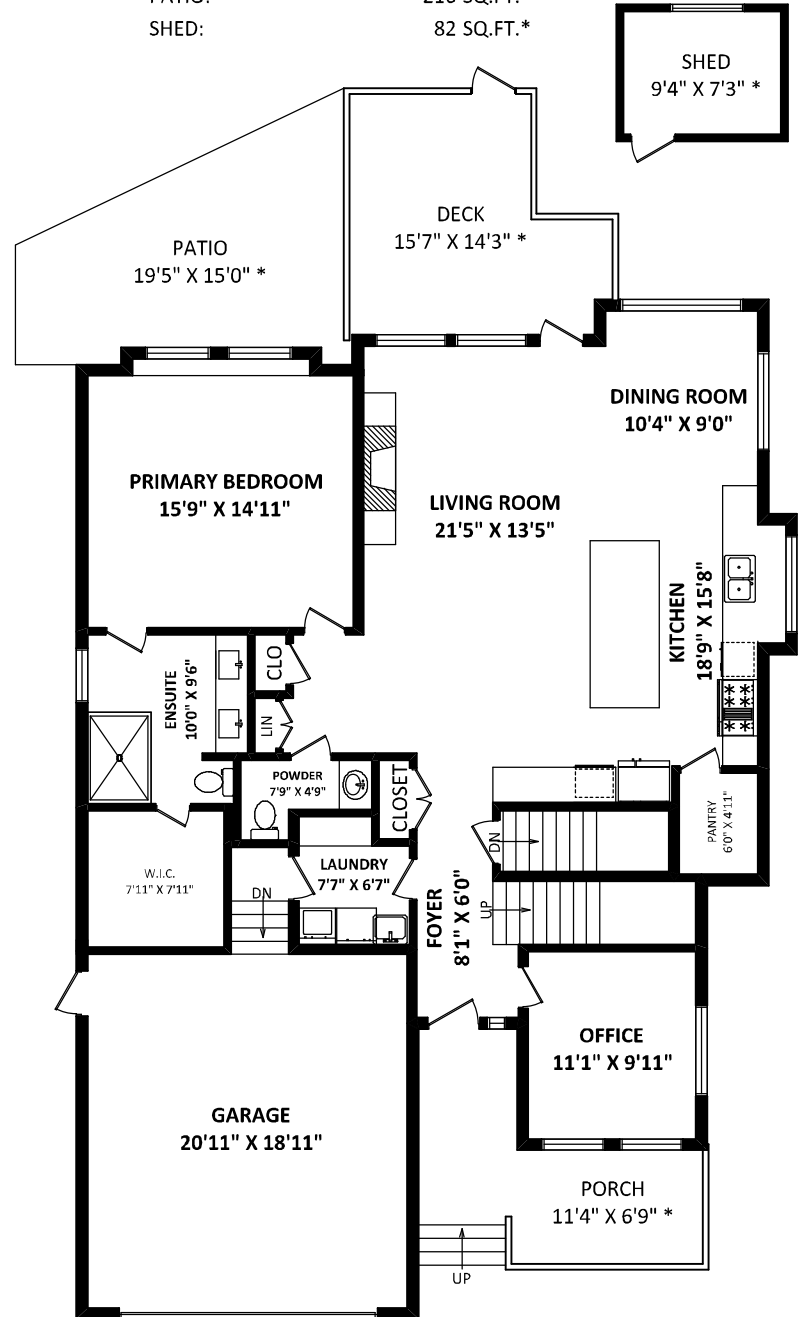 SHED: 82 SQ.FT.*
SHED
9'4" X 7'3" *
DECK
15'7" X 14'3" *
PATIO
19'5" X 15'0" *
DINING ROOM
10'4" X 9'0"
PRIMARY BEDROOM
15'9" X 14'11"
LIVING ROOM
21'5" X 13'5"
KITCHEN
18'9" X 15'8"
ENSUITE
10'0" X 9'6"
CLO
LIN
POWDER
7'9" X 4'9"
CLOSET
PANTRY
6'0" X 4'11"
DN
W.I.C.
7'11" X 7'11"
LAUNDRY
7'7" X 6'7"
DN
FOYER
8'1" X 6'0"
UP
OFFICE
11'1" X 9'11"
GARAGE
20'11" X 18'11"
PORCH
11'4" X 6'9" *
UP